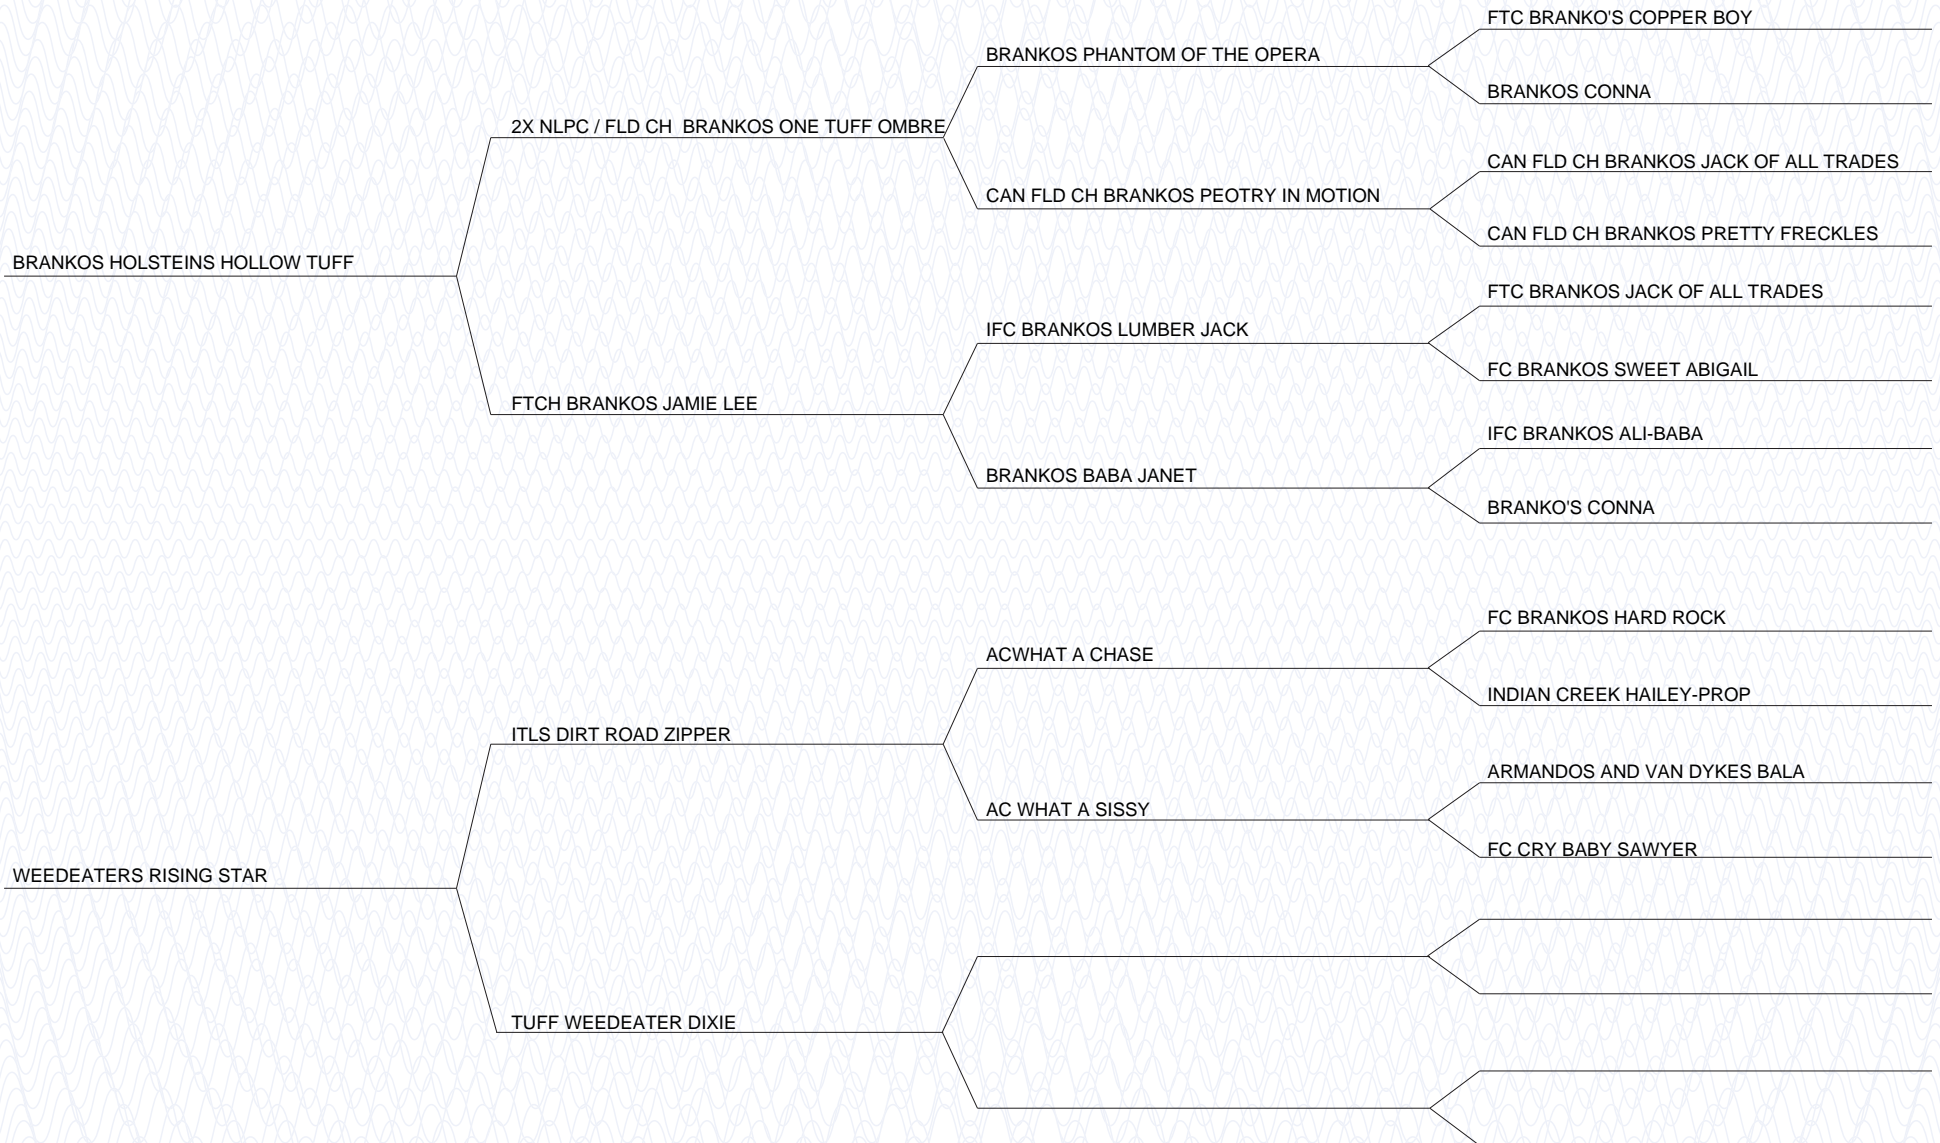 FTC BRANKO'S COPPER BOY
BRANKOS PHANTOM OF THE OPERA
BRANKOS CONNA
2X NLPC / FLD CH  BRANKOS ONE TUFF OMBRE
CAN FLD CH BRANKOS JACK OF ALL TRADES
CAN FLD CH BRANKOS PEOTRY IN MOTION
CAN FLD CH BRANKOS PRETTY FRECKLES
BRANKOS HOLSTEINS HOLLOW TUFF
FTC BRANKOS JACK OF ALL TRADES
IFC BRANKOS LUMBER JACK
FC BRANKOS SWEET ABIGAIL
FTCH BRANKOS JAMIE LEE
IFC BRANKOS ALI-BABA
BRANKOS BABA JANET
BRANKO'S CONNA
FC BRANKOS HARD ROCK
ACWHAT A CHASE
INDIAN CREEK HAILEY-PROP
ITLS DIRT ROAD ZIPPER
ARMANDOS AND VAN DYKES BALA
AC WHAT A SISSY
FC CRY BABY SAWYER
WEEDEATERS RISING STAR
TUFF WEEDEATER DIXIE